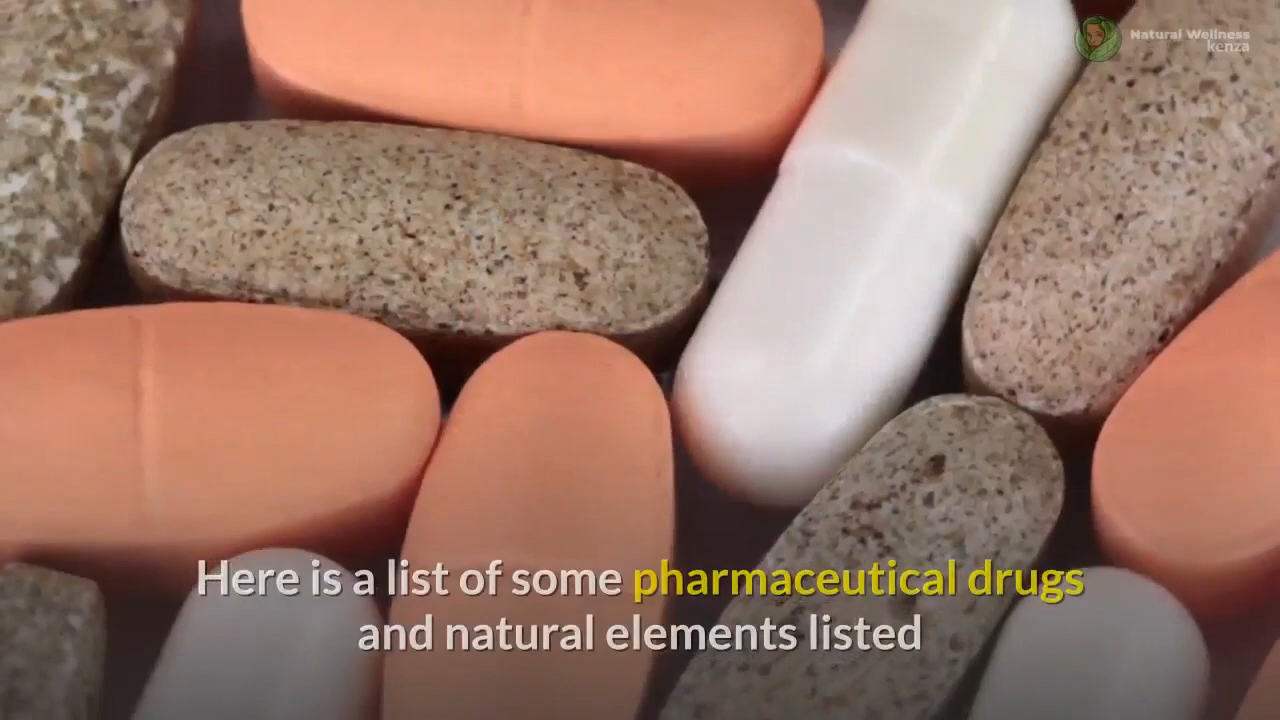 Natural Wellness
kenza
Here is a list of some pharmaceutical drugs
and natural elements listed